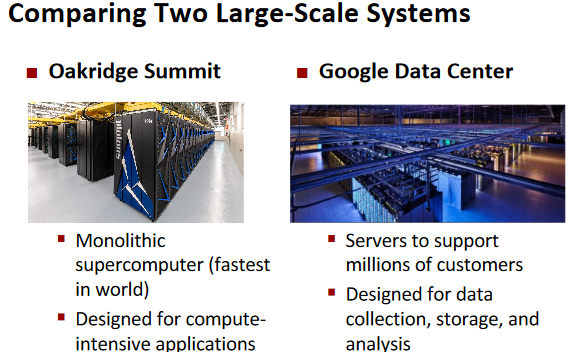 Comparing Two Large-Scale Systems
■ Oakridge Summit
■ Google Data Center
SUMMIT
▪ Monolithic
supercomputer (fastest
in world)
▪ Designed for compute-
intensive applications
▪ Servers to support
millions of customers
▪ Designed for data
collection, storage, and
analysis